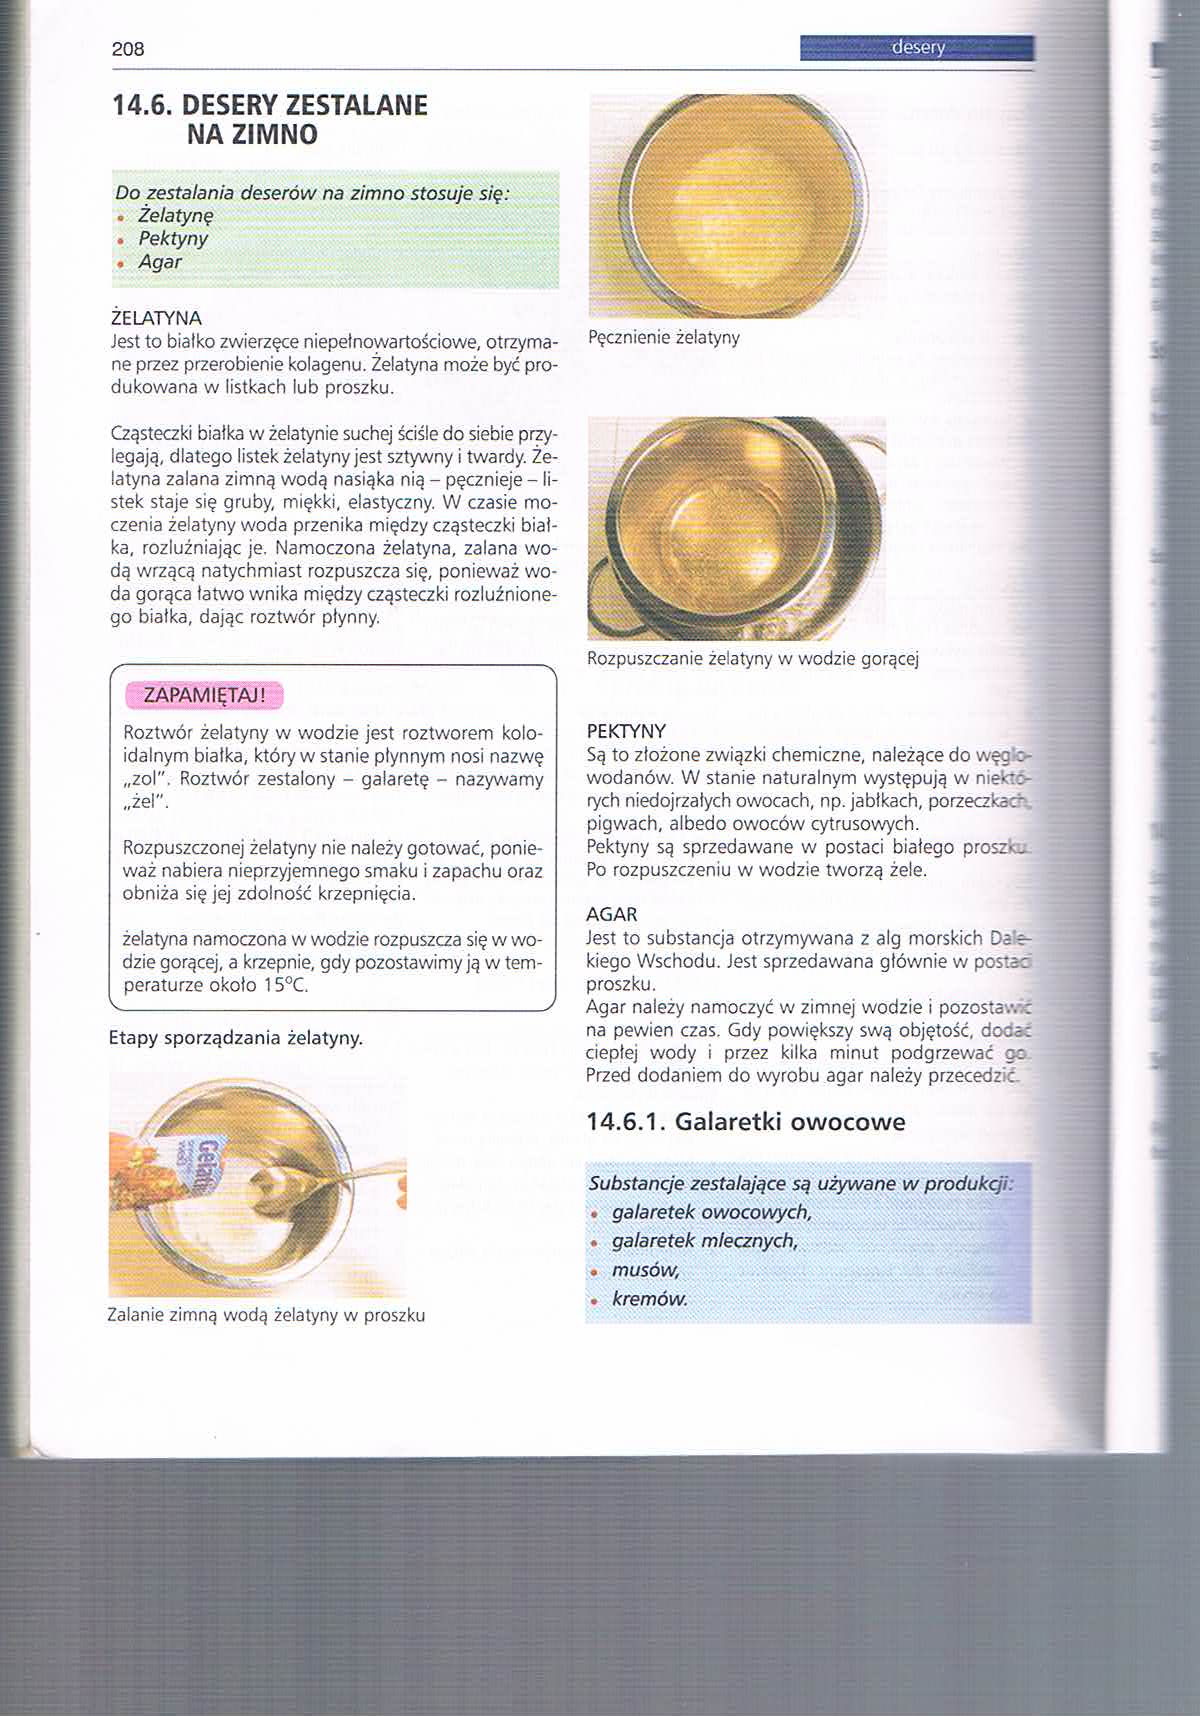 208
desery
14.6. DESERY ZESTALANE
NA ZIMNO
Do zestalania deserów na zimno stosuje się:
• Żelatynę
• Pektyny
• Agar
ŻELATYNA
Jest to białko zwierzęce niepełnowartościowe, otrzyma-
ne przez przerobienie kolagenu. Żelatyna może być pro-
dukowana w listkach lub proszku.
Cząsteczki białka w żelatynie suchej ściśle do siebie przy-
legają, dlatego listek żelatyny jest sztywny i twardy. Że-
latyna zalana zimną wodą nasiąka nią – pęcznieje – li-
stek staje się gruby, miękki, elastyczny. W czasie mo-
czenia żelatyny woda przenika między cząsteczki biał-
ka, rozluźniając je. Namoczona żelatyna, zalana wo-
dą wrzącą natychmiast rozpuszcza się, ponieważ wo-
da gorąca łatwo wnika między cząsteczki rozluźnione-
go białka, dając roztwór płynny.
ZAPAMIĘTAJ!
Roztwór żelatyny w wodzie jest roztworem kolo-
idalnym białka, który w stanie płynnym nosi nazwę
„zol". Roztwór zestalony – galaretę – nazywamy
„żel".
Rozpuszczonej żelatyny nie należy gotować, ponie-
waż nabiera nieprzyjemnego smaku i zapachu oraz
obniża się jej zdolność krzepnięcia.
żelatyna namoczona w wodzie rozpuszcza się w wo-
dzie gorącej, a krzepnie, gdy pozostawimy ją w tem-
peraturze około 15°C.
Etapy sporządzania żelatyny.
Zalanie zimną wodą żelatyny w proszku
Pęcznienie żelatyny
Rozpuszczanie żelatyny w wodzie gorącej
PEKTYNY
Są to złożone związki chemiczne, należące do węglo-
wodanów. W stanie naturalnym występują w niektó-
rych niedojrzałych owocach, np. jabłkach, porzeczkach,
pigwach, albedo owoców cytrusowych.
Pektyny są sprzedawane w postaci białego proszku.
Po rozpuszczeniu w wodzie tworzą żele.
AGAR
Jest to substancja otrzymywana z alg morskich Dale-
kiego Wschodu. Jest sprzedawana głównie w postaci
proszku.
Agar należy namoczyć w zimnej wodzie i pozostawić
na pewien czas. Gdy powiększy swą objętość, dodać
ciepłej wody i przez kilka minut podgrzewać go.
Przed dodaniem do wyrobu agar należy przecedzić.
14.6.1. Galaretki owocowe
Substancje zestalające są używane w produkcji:
• galaretek owocowych,
• galaretek mlecznych,
• musów,
• kremów.